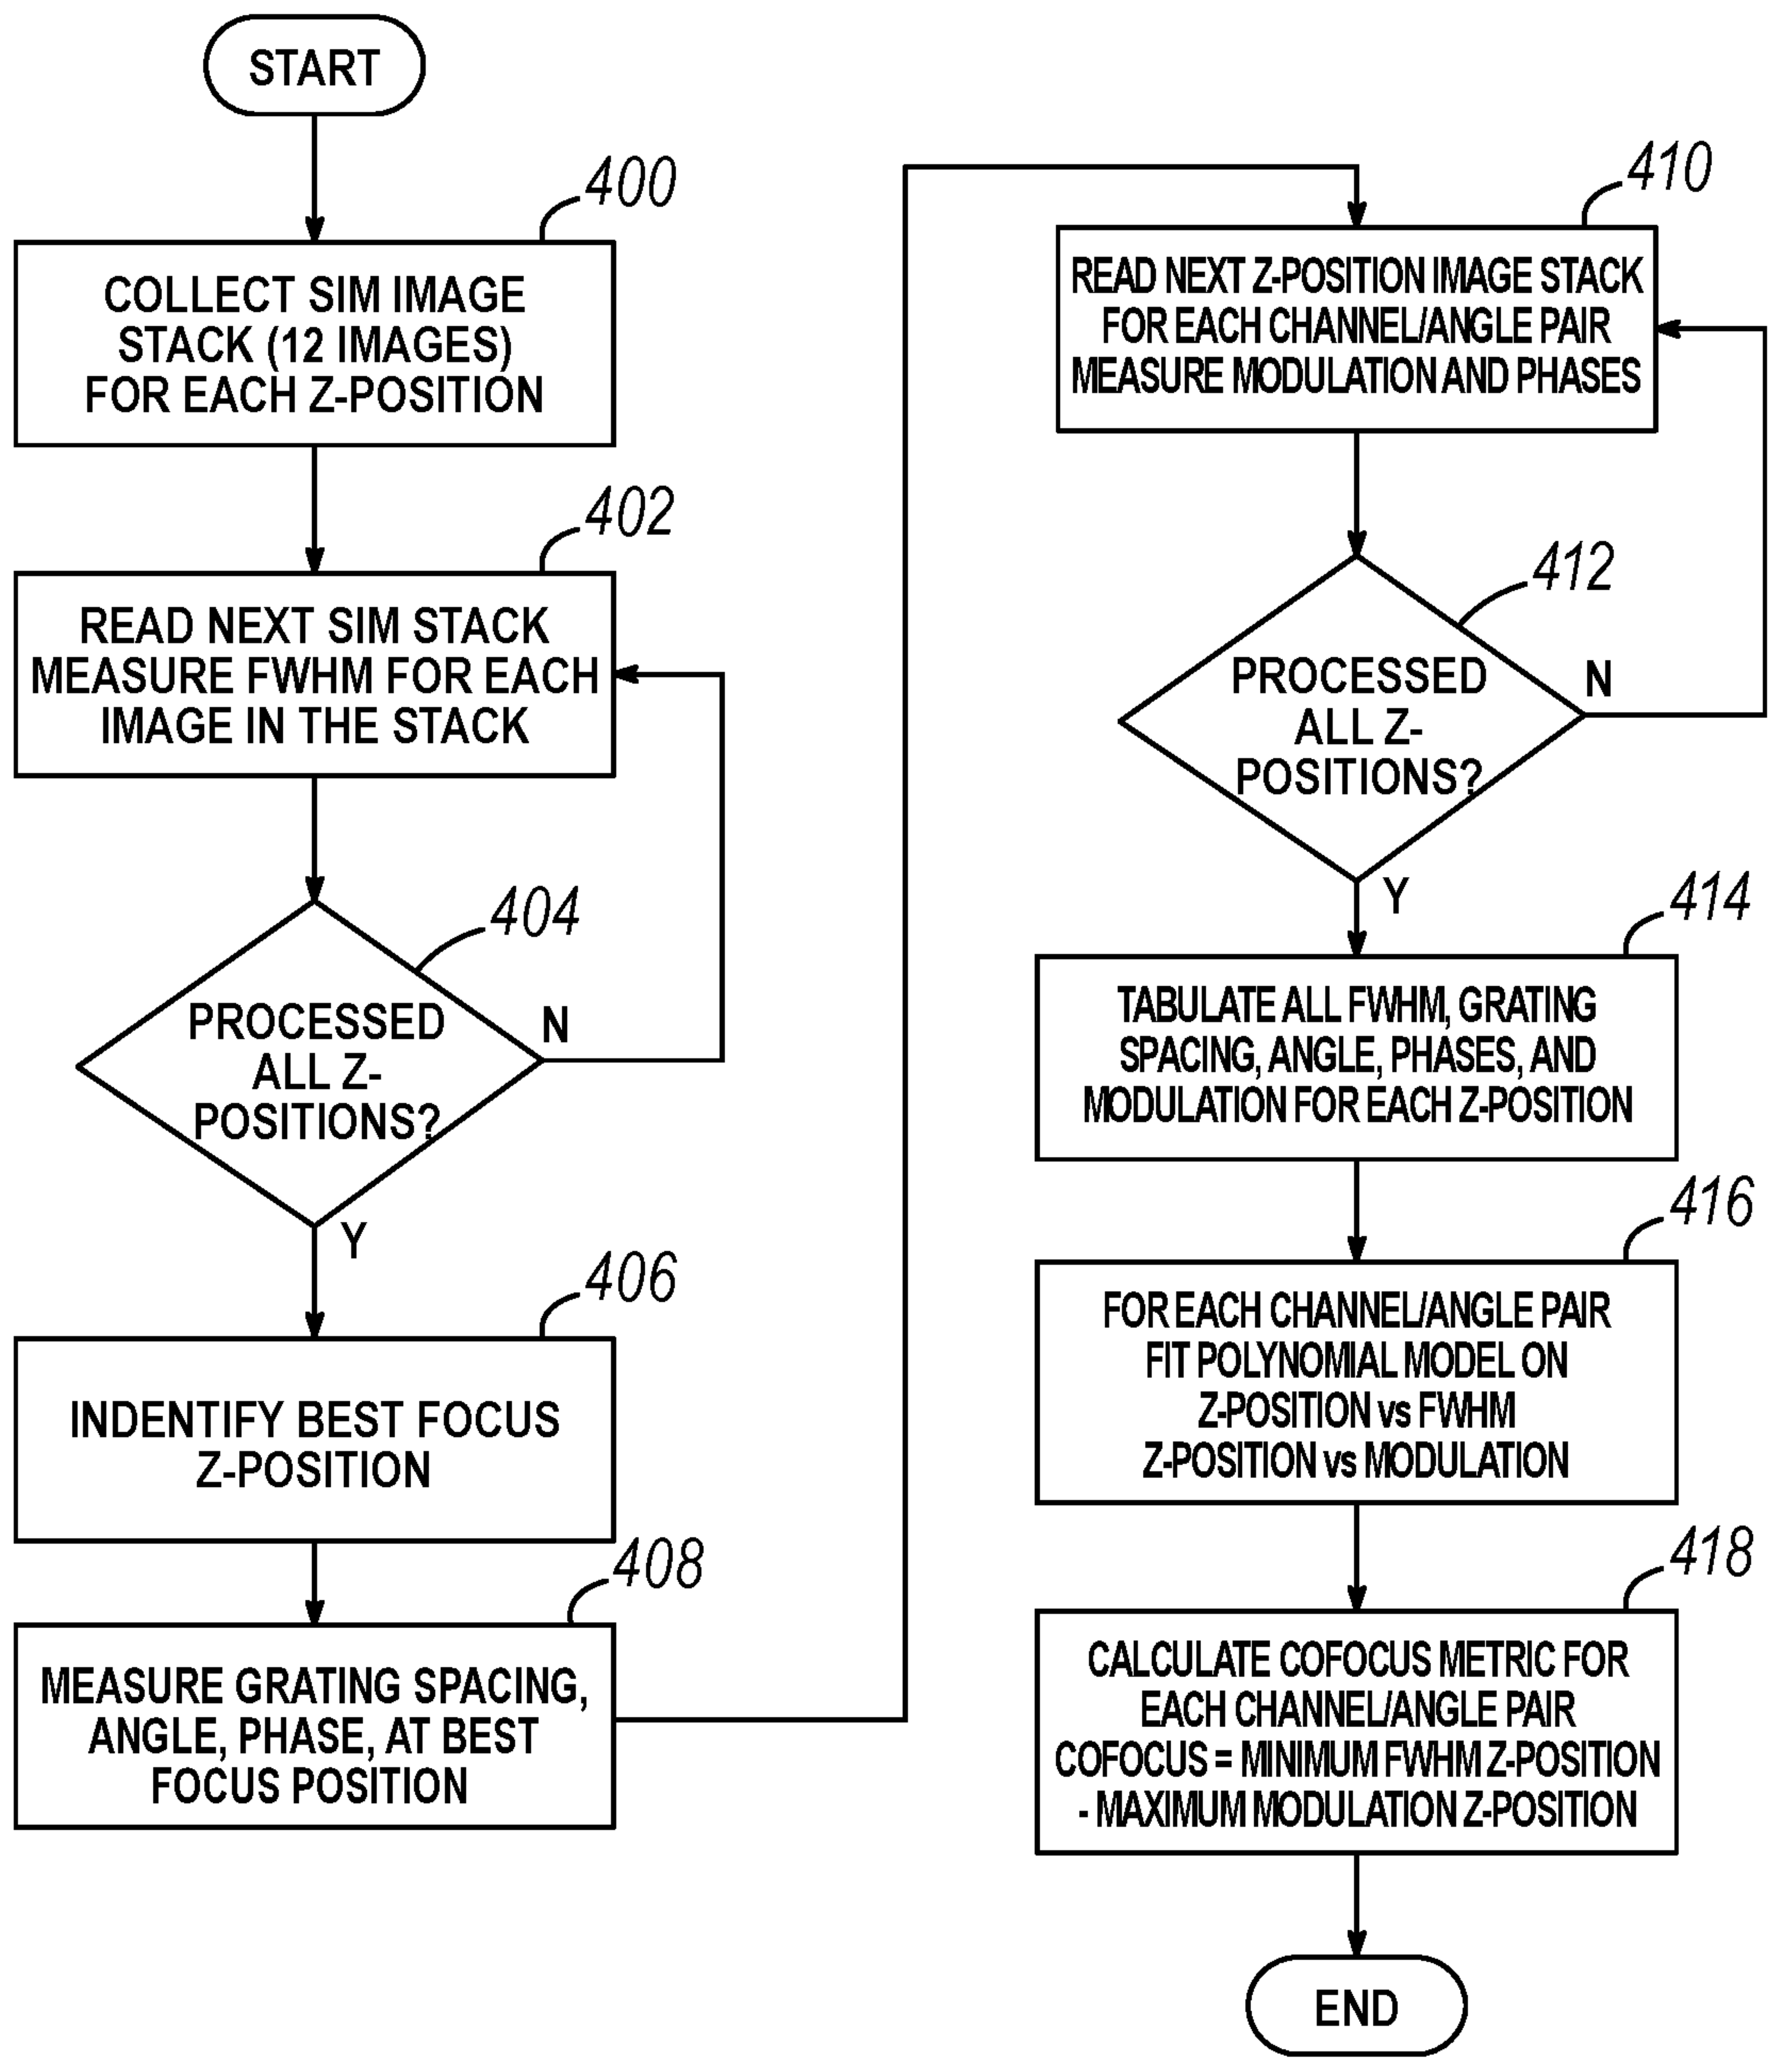 START
400
COLLECT SIM IMAGE
STACK (12 IMAGES)
FOR EACH Z-POSITION
402
READ NEXT SIM STACK
MEASURE FWHM FOR EACH
IMAGE IN THE STACK
404
PROCESSED
ALL Z-
POSITIONS?
N
Y
406
INDENTIFY BEST FOCUS
Z-POSITION
408
MEASURE GRATING SPACING,
ANGLE, PHASE, AT BEST
FOCUS POSITION
410
READ NEXT Z-POSITION IMAGE STACK
FOR EACH CHANNEL/ANGLE PAIR
MEASURE MODULATION AND PHASES
412
PROCESSED
ALL Z-
POSITIONS?
N
Y
414
TABULATE ALL FWHM, GRATING
SPACING, ANGLE, PHASES, AND
MODULATION FOR EACH Z-POSITION
416
FOR EACH CHANNEL/ANGLE PAIR
FIT POLYNOMIAL MODEL ON
Z-POSITION vs FWHM
Z-POSITION vs MODULATION
418
CALCULATE COFOCUS METRIC FOR
EACH CHANNEL/ANGLE PAIR
COFOCUS = MINIMUM FWHM Z-POSITION
- MAXIMUM MODULATION Z-POSITION
END